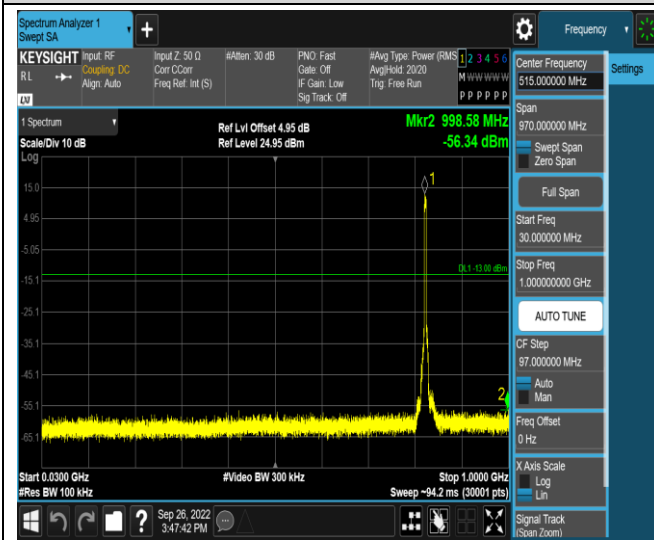 Spectrum Analyzer 1
Swept SA
+
Frequency
KEYSIGHT
RL
LXI
Input: RF
Coupling: DC
Align: Auto
Input Z: 50 Ω
Corr CCorr
Freq Ref: Int (S)
#Atten: 30 dB
PNO: Fast
Gate: Off
IF Gain: Low
Sig Track: Off
#Avg Type: Power (RMS
Avg|Hold: 20/20
Trig: Free Run
1 2 3 4 5 6
M W W W W W
P P P P P P
1 Spectrum
Scale/Div 10 dB
Log
Ref Lvl Offset 4.95 dB
Ref Level 24.95 dBm
Mkr2 998.58 MHz
-56.34 dBm
15.0
4.95
-5.05
-15.1
-25.1
-35.1
-45.1
-55.1
-65.1
1
DL1 -13.00 dBm
2
Start 0.0300 GHz
#Res BW 100 kHz
#Video BW 300 kHz
Stop 1.0000 GHz
Sweep ~94.2 ms (30001 pts)
?
Sep 26, 2022
3:47:42 PM
Center Frequency
515.000000 MHz
Settings
Span
970.000000 MHz
Swept Span
Zero Span
Full Span
Start Freq
30.000000 MHz
Stop Freq
1.000000000 GHz
AUTO TUNE
CF Step
97.000000 MHz
Auto
Man
Freq Offset
0 Hz
X Axis Scale
Log
Lin
Signal Track
(Span Zoom)